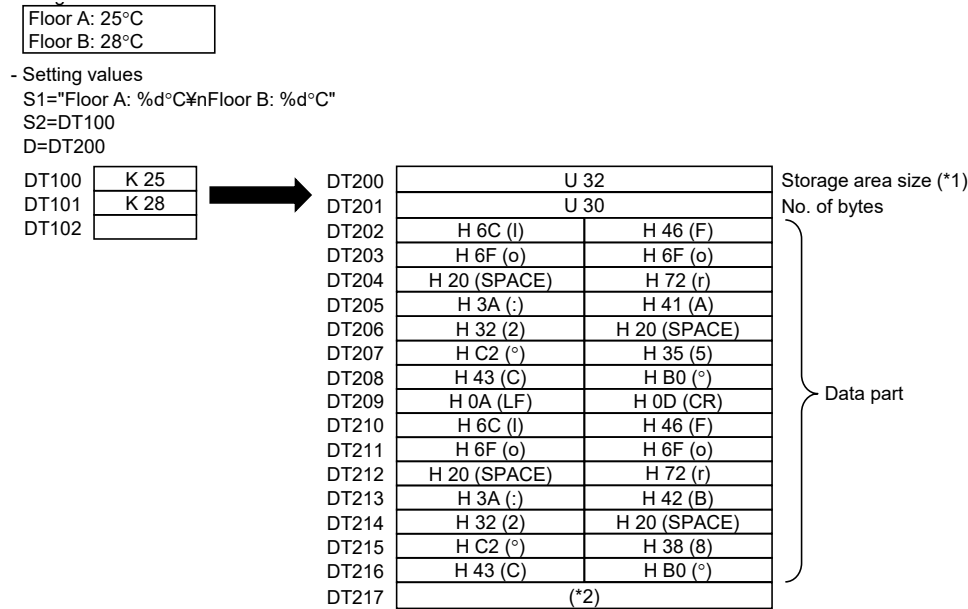 Floor A: 25°C
Floor B: 28°C
- Setting values
S1="Floor A: %d°C¥nFloor B: %d°C"
S2=DT100
D=DT200
DT100 K 25
DT101 K 28
DT102
DT200 U 32 Storage area size (*1)
DT201 U 30 No. of bytes
DT202 H 6C (l) H 46 (F)
DT203 H 6F (o) H 6F (o)
DT204 H 20 (SPACE) H 72 (r)
DT205 H 3A (:) H 41 (A)
DT206 H 32 (2) H 20 (SPACE)
DT207 H C2 (°) H 35 (5)
DT208 H 43 (C) H B0 (°)
DT209 H 0A (LF) H 0D (CR)
Data part
DT210 H 6C (l) H 46 (F)
DT211 H 6F (o) H 6F (o)
DT212 H 20 (SPACE) H 72 (r)
DT213 H 3A (:) H 42 (B)
DT214 H 32 (2) H 20 (SPACE)
DT215 H C2 (°) H 38 (8)
DT216 H 43 (C) H B0 (°)
DT217 (*2)